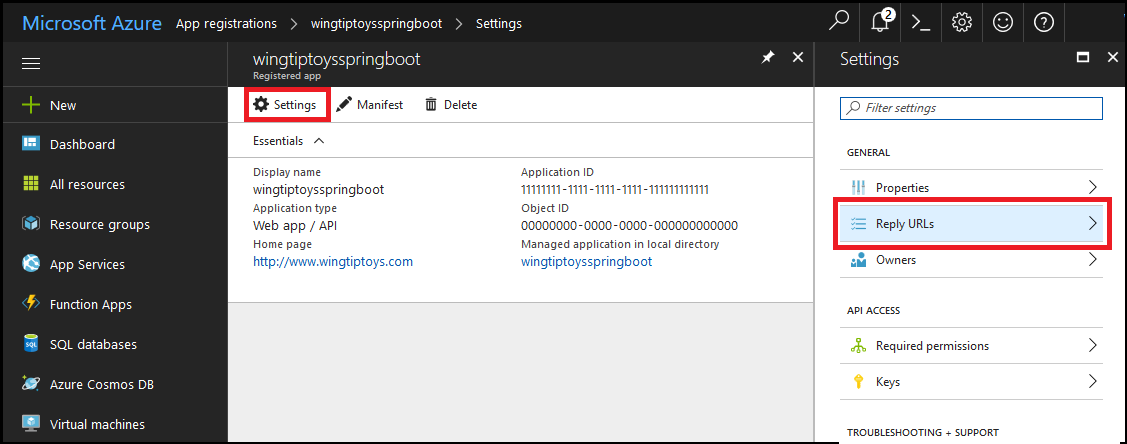 Microsoft Azure App registrations > wingtiptoysspringboot > Settings
2
wingtiptoysspringboot
Registered app
Settings
Manifest
Delete
Essentials
Display name
wingtiptoysspringboot
Application type
Web app / API
Home page
http://www.wingtiptoys.com
Application ID
11111111-1111-1111-1111-111111111111
Object ID
00000000-0000-0000-000000000000
Managed application in local directory
wingtiptoysspringboot
New
Dashboard
All resources
Resource groups
App Services
Function Apps
SQL databases
Azure Cosmos DB
Virtual machines
Settings
Filter settings
GENERAL
Properties
Reply URLs
Owners
API ACCESS
Required permissions
Keys
TROUBLESHOOTING + SUPPORT